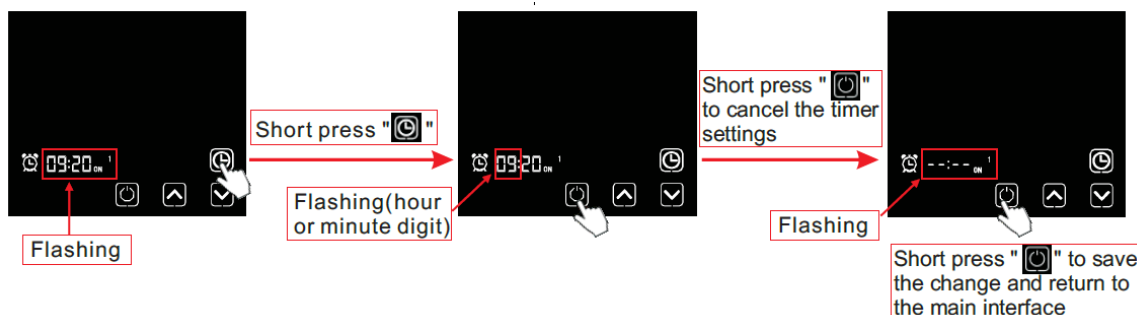 09:20 ON 1
Flashing
Short press " "
09:20 ON 1
Flashing(hour
or minute digit)
Short press " "
to cancel the timer
settings
--:-- ON 1
Flashing
Short press " " to save
the change and return to
the main interface